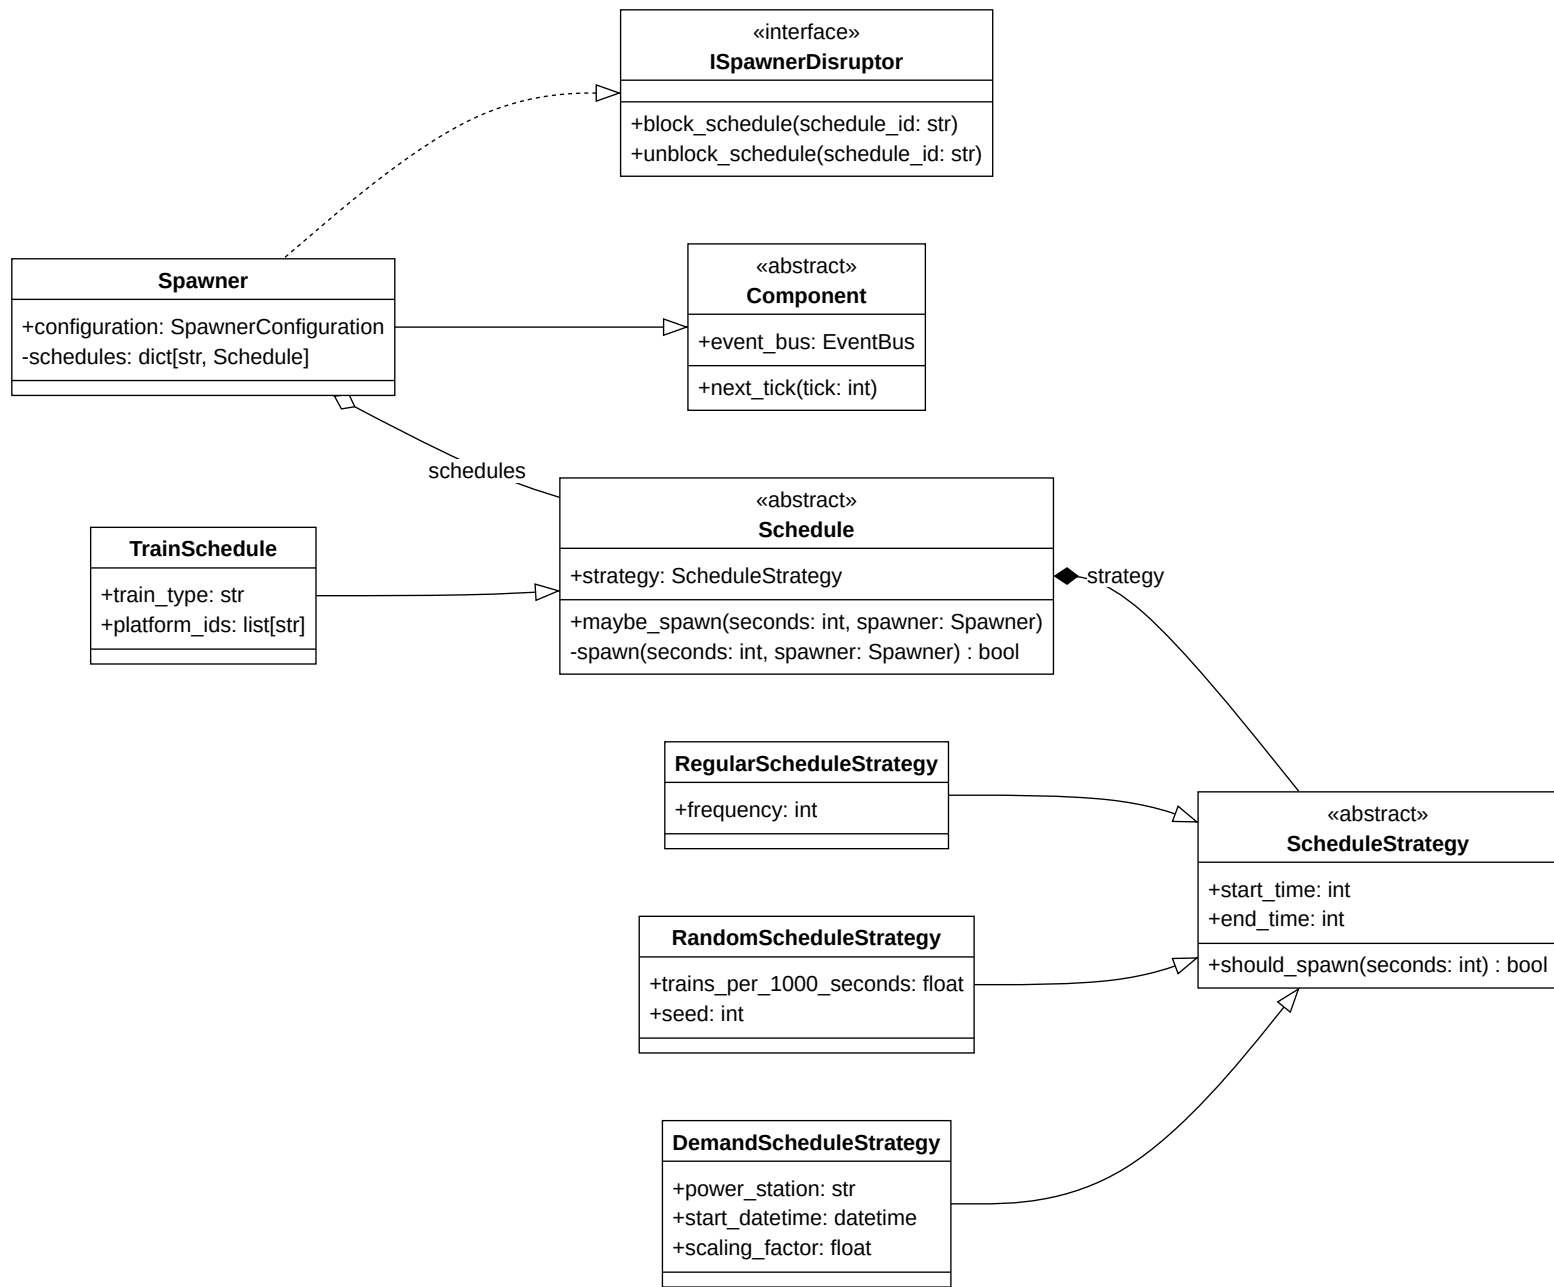 «interface»
ISpawnerDisruptor
+block_schedule(schedule_id: str)
+unblock_schedule(schedule_id: str)
Spawner
+configuration: SpawnerConfiguration
-schedules: dict[str, Schedule]
«abstract»
Component
+event_bus: EventBus
+next_tick(tick: int)
schedules
«abstract»
Schedule
+strategy: ScheduleStrategy
+maybe_spawn(seconds: int, spawner: Spawner)
-spawn(seconds: int, spawner: Spawner) : bool
strategy
TrainSchedule
+train_type: str
+platform_ids: list[str]
RegularScheduleStrategy
+frequency: int
«abstract»
ScheduleStrategy
+start_time: int
+end_time: int
+should_spawn(seconds: int) : bool
RandomScheduleStrategy
+trains_per_1000_seconds: float
+seed: int
DemandScheduleStrategy
+power_station: str
+start_datetime: datetime
+scaling_factor: float